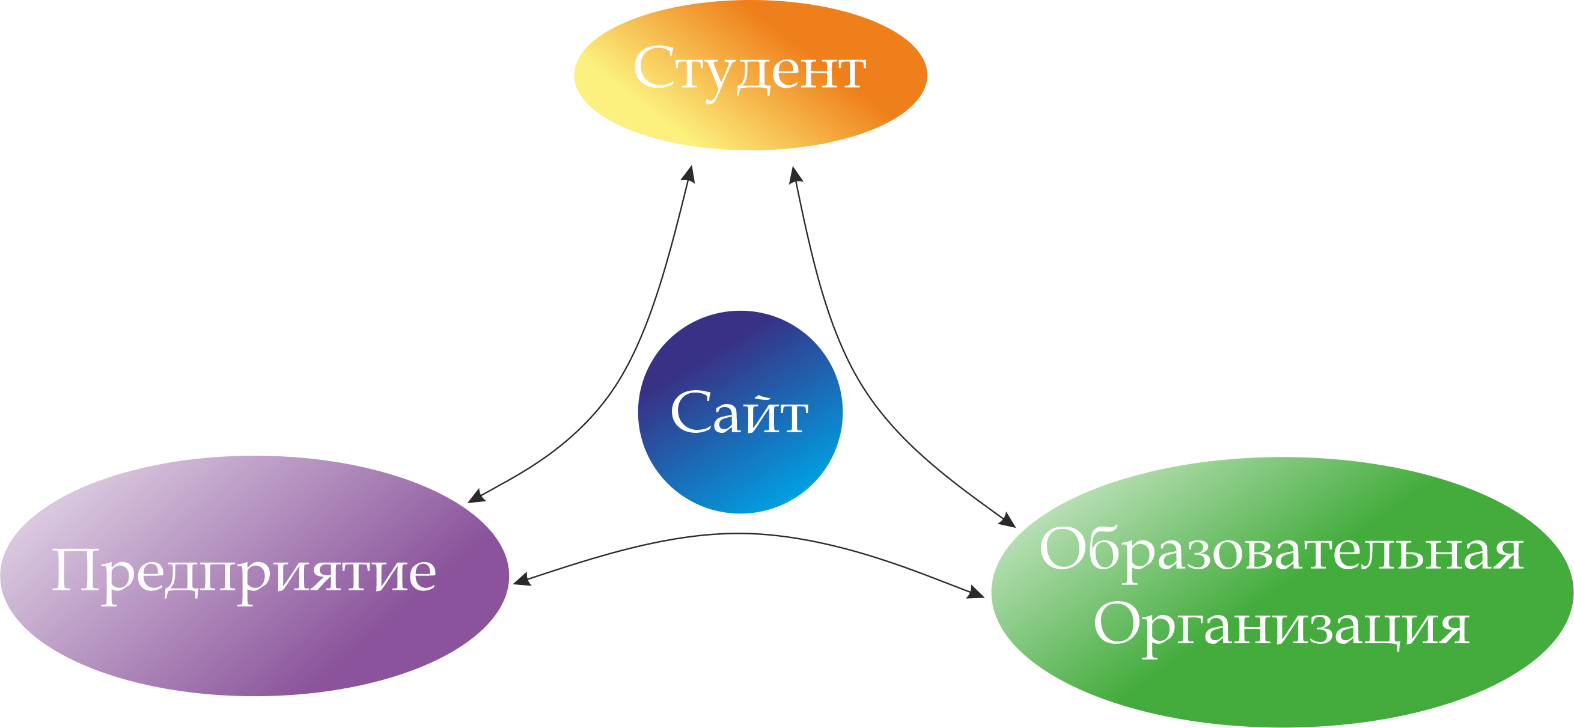 Студент
Сайт
Предприятие
Образовательная
Организация